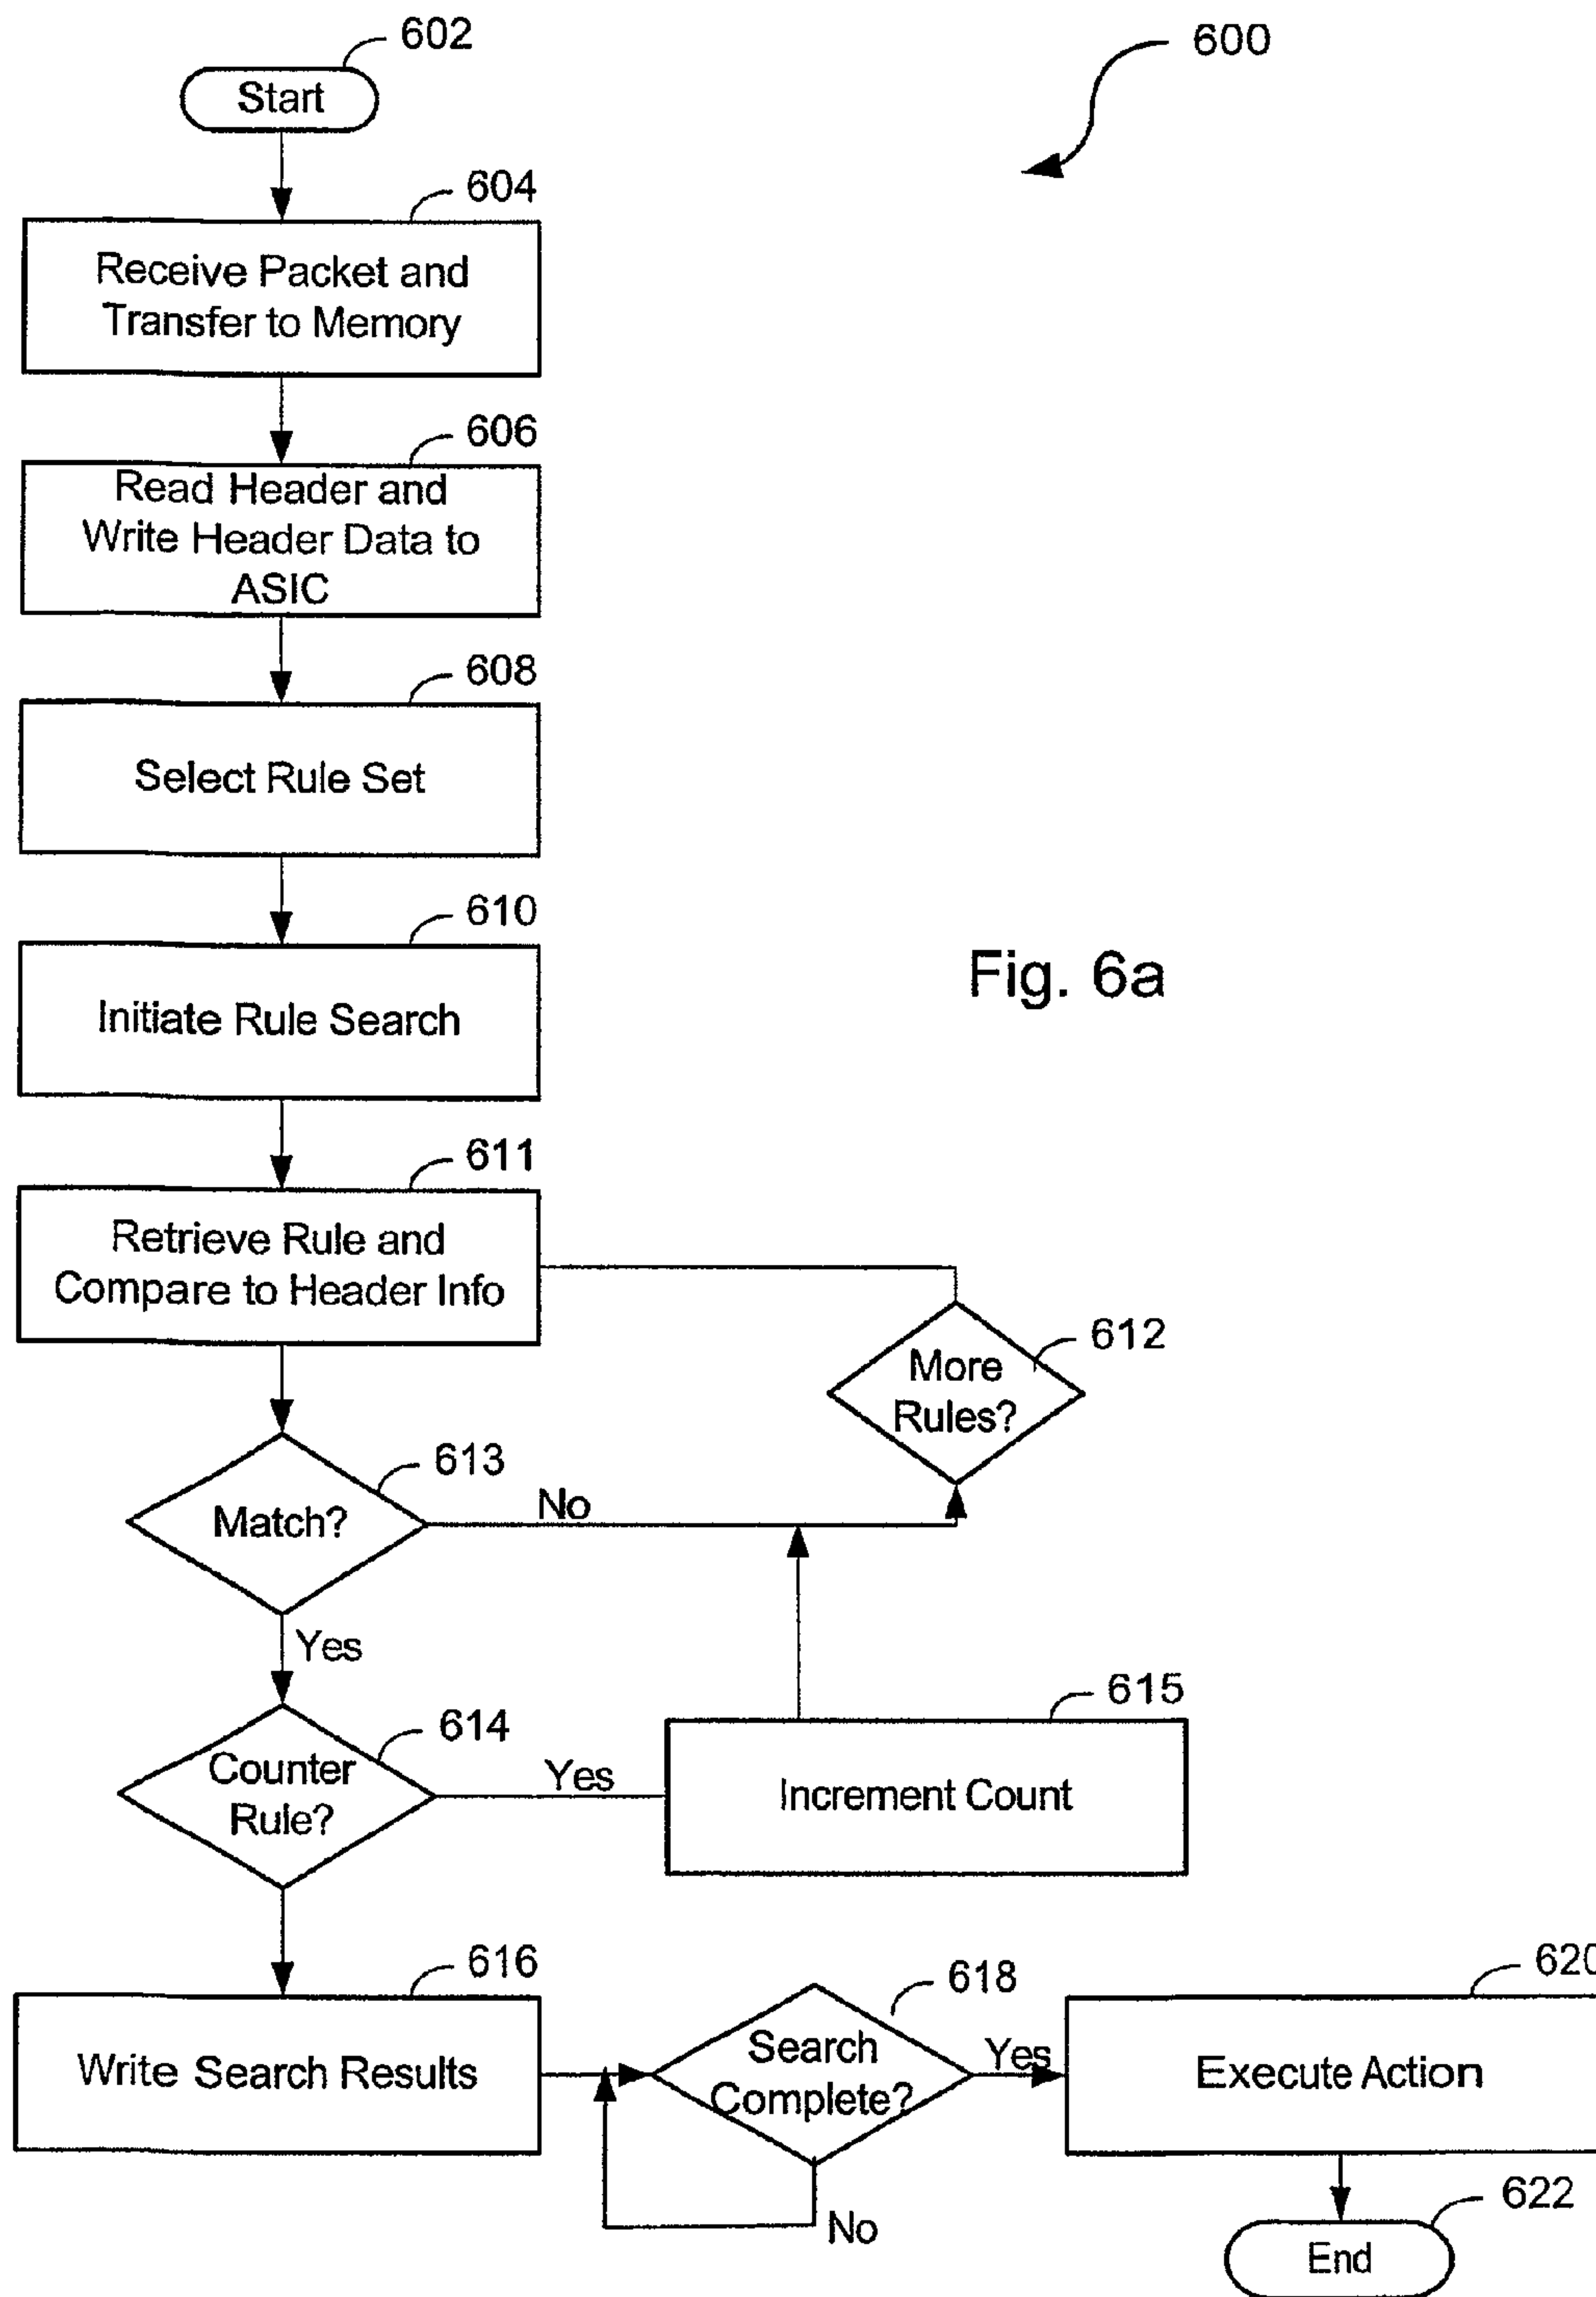 602
600
Start
604
Receive Packet and
Transfer to Memory
606
Read Header and
Write Header Data to
ASIC
608
Select Rule Set
610
Initiate Rule Search
Fig. 6a
611
Retrieve Rule and
Compare to Header Info
612
More
Rules?
613
Match?
No
Yes
614
Counter
Rule?
Yes
615
Increment Count
616
Write Search Results
618
Search
Complete?
Yes
No
620
Execute Action
622
End